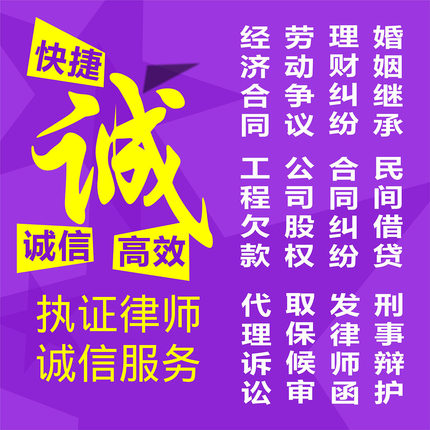 快捷
诚
诚信
高效
执证律师
诚信服务
经济合同
劳动争议
理财纠纷
婚姻继承
工程欠款
公司股权
合同纠纷
民间借贷
代理诉讼
取保候审
发律师函
刑事辩护